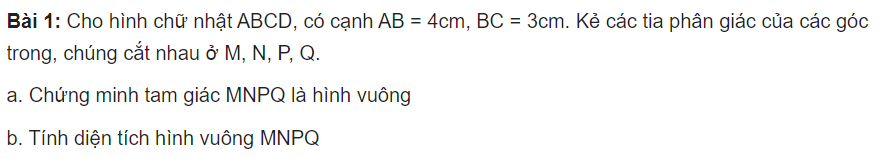 Bài 1: Cho hình chữ nhật ABCD, có cạnh AB = 4cm, BC = 3cm. Kẻ các tia phân giác của các góc
trong, chúng cắt nhau ở M, N, P, Q.
a. Chứng minh tam giác MNPQ là hình vuông
b. Tính diện tích hình vuông MNPQ